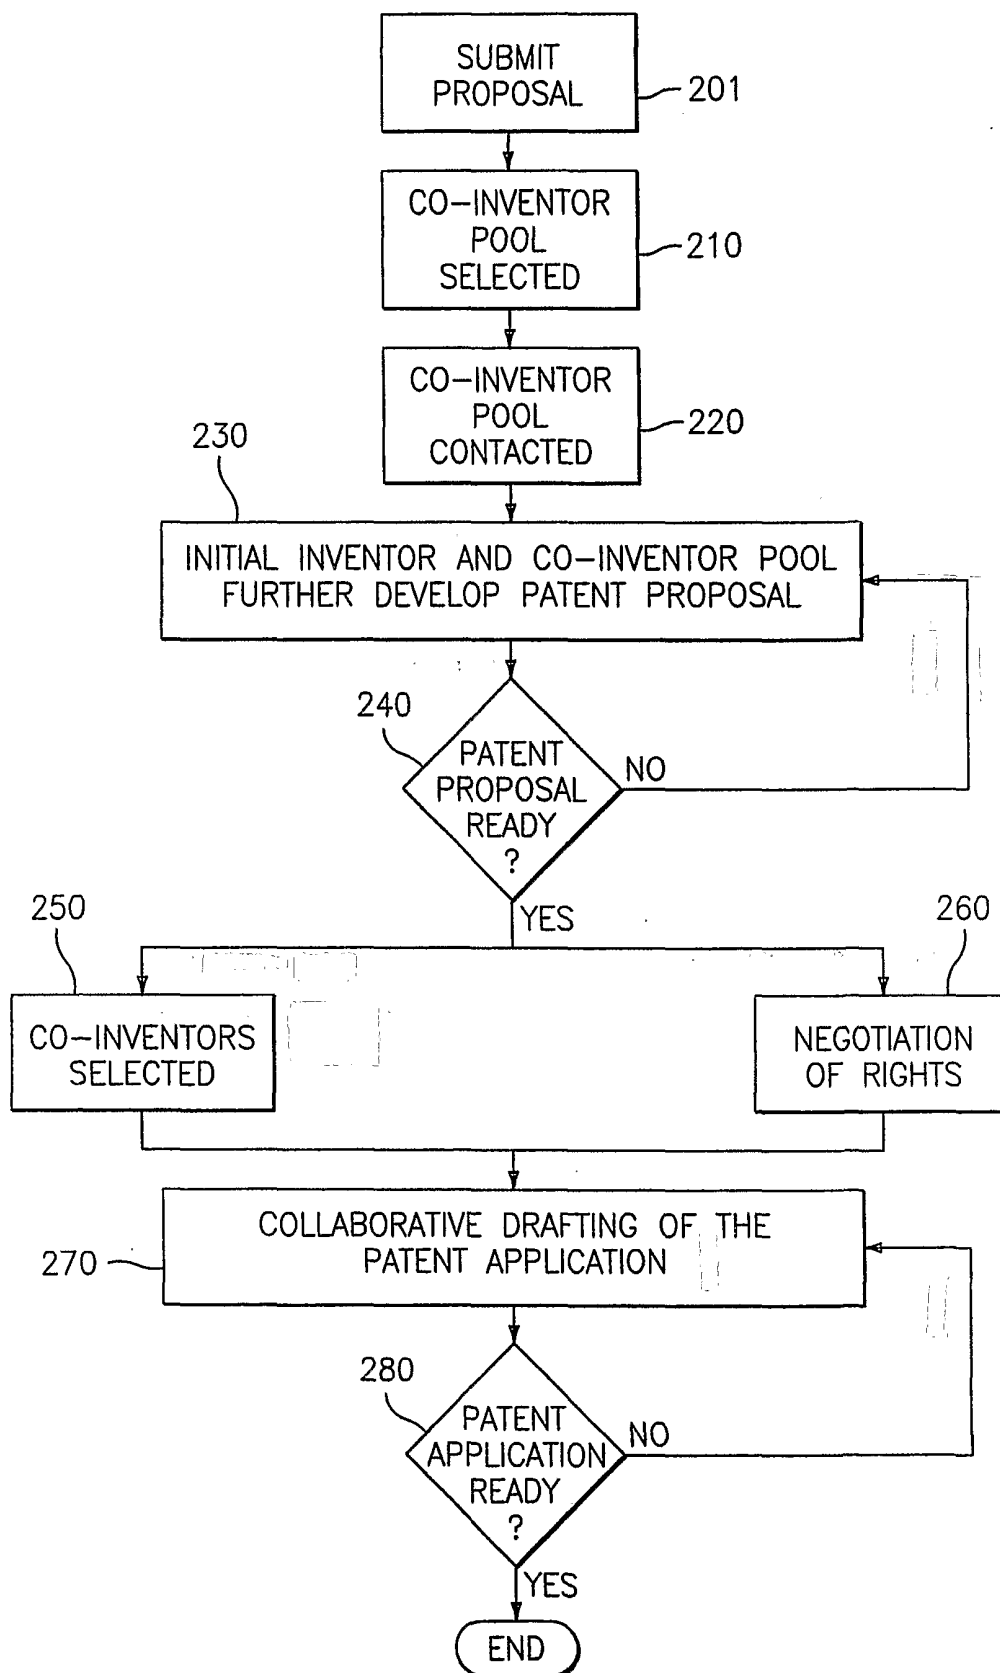 SUBMIT
PROPOSAL
201
CO-INVENTOR
POOL
SELECTED
210
CO-INVENTOR
POOL
CONTACTED
220
230
INITIAL INVENTOR AND CO-INVENTOR POOL
FURTHER DEVELOP PATENT PROPOSAL
240
PATENT
PROPOSAL
READY
?
NO
YES
250
CO-INVENTORS
SELECTED
260
NEGOTIATION
OF RIGHTS
COLLABORATIVE DRAFTING OF THE
PATENT APPLICATION
270
280
PATENT
APPLICATION
READY
?
NO
YES
END